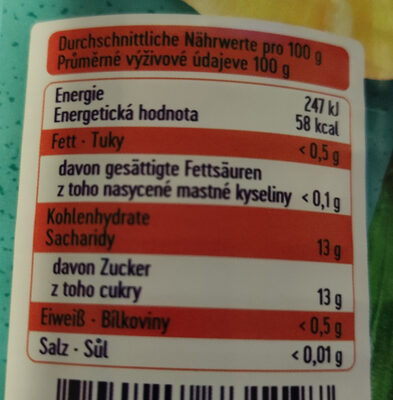 Durchschnittliche Nährwerte pro 100 g
Průměrné výživové údajeve 100 g
Energie 247 kJ
Energetická hodnota 58 kcal
Fett · Tuky <0,5 g
davon gesättigte Fettsäuren
z toho nasycené mastné kyseliny <0,1 g
Kohlenhydrate
Sacharidy 13 g
davon Zucker
z toho cukry 13 g
Eiweiß · Bílkoviny <0,5 g
Salz · Sůl <0,01 g